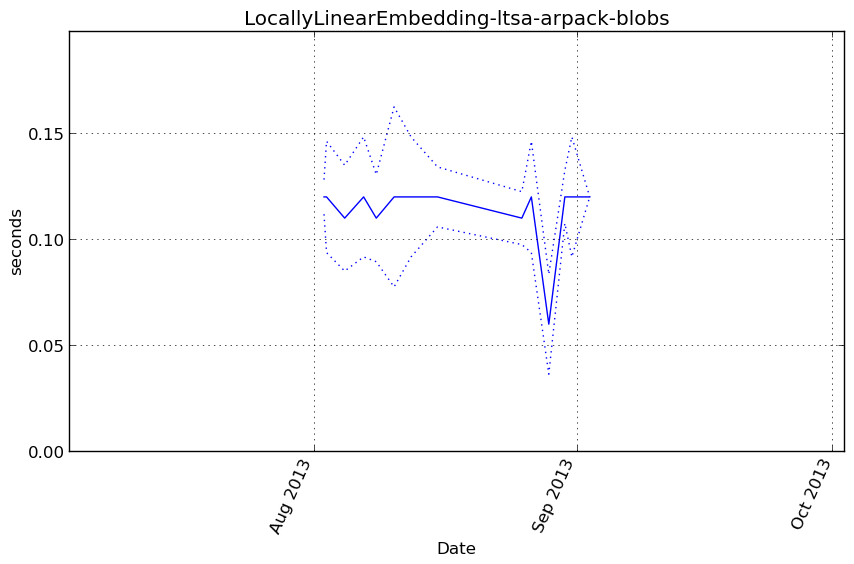 LocallyLinearEmbedding-ltsa-arpack-blobs
0.15
0.10
0.05
0.00
seconds
Aug 2013
Sep 2013
Oct 2013
Date